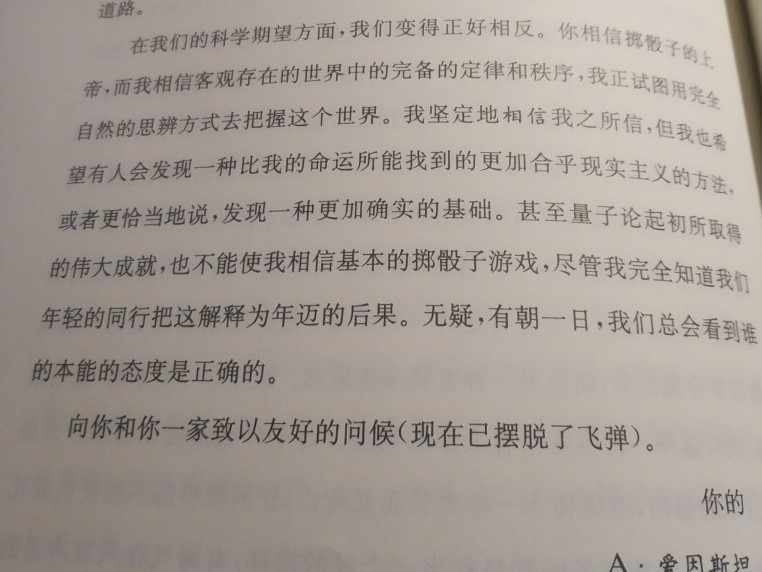 道路。
在我们的科学期望方面,我们变得正好相反。你相信掷骰子的上
帝,而我相信客观存在的世界中的完备的定律和秩序,我正试图用完全
自然的思辨方式去把握这个世界。我坚定地相信我之所信,但我也希
望有人会发现一种比我的命运所能找到的更加合乎现实主义的方法,
或者更恰当地说,发现一种更加确实的基础。甚至量子论起初所取得
的伟大成就,也不能使我相信基本的掷骰子游戏,尽管我完全知道我们
年轻的同行把这解释为年迈的后果。无疑,有朝一日,我们总会看到谁
的本能的态度是正确的。
向你和你一家致以友好的问候(现在已摆脱了飞弹)。
你的
A·爱因斯坦